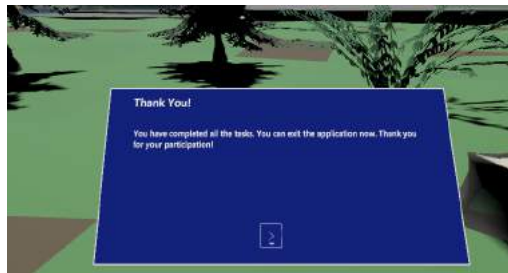 Thank You!
You have completed all the tasks. You can exit the application now. Thank you
for your participation!
>